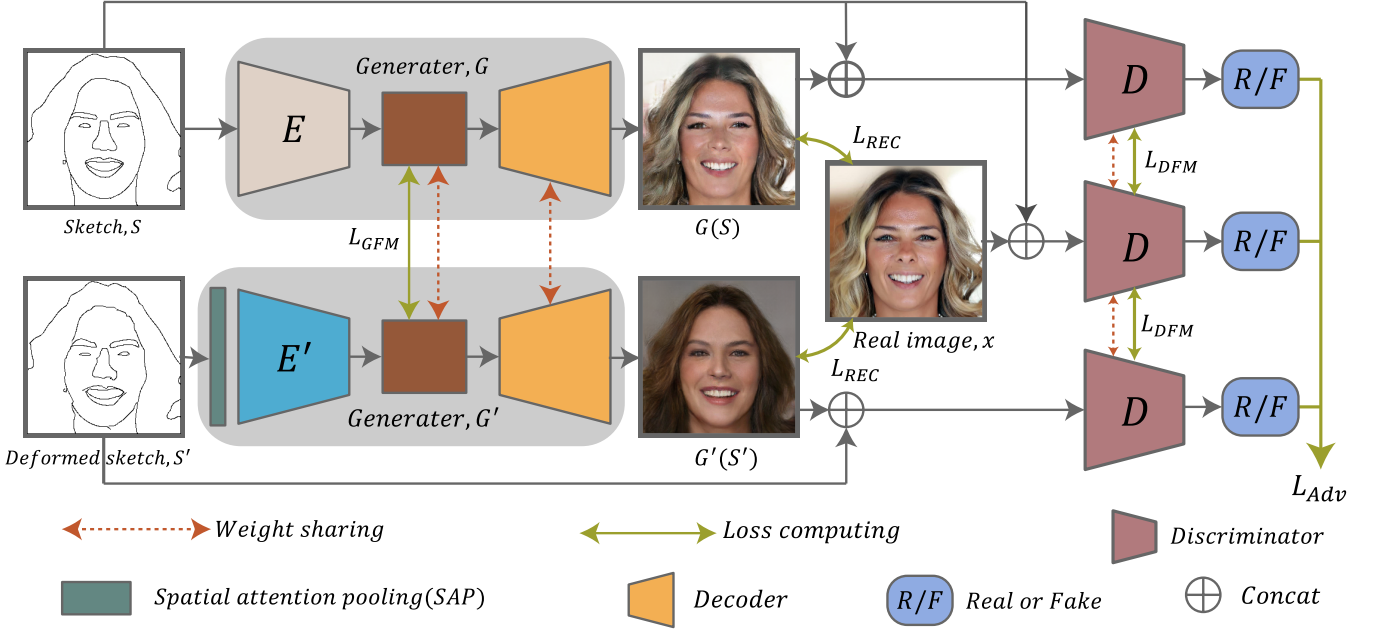 Generater, G
E
D
R/F
Sketch, S
G(S)
L_REC
L_DFM
L_GFM
D
R/F
Real image, x
L_DFM
E′
Generater, G′
L_REC
D
R/F
Deformed sketch, S′
G′(S′)
L_Adv
Weight sharing
Loss computing
Discriminator
Spatial attention pooling(SAP)
Decoder
R/F
Real or Fake
Concat